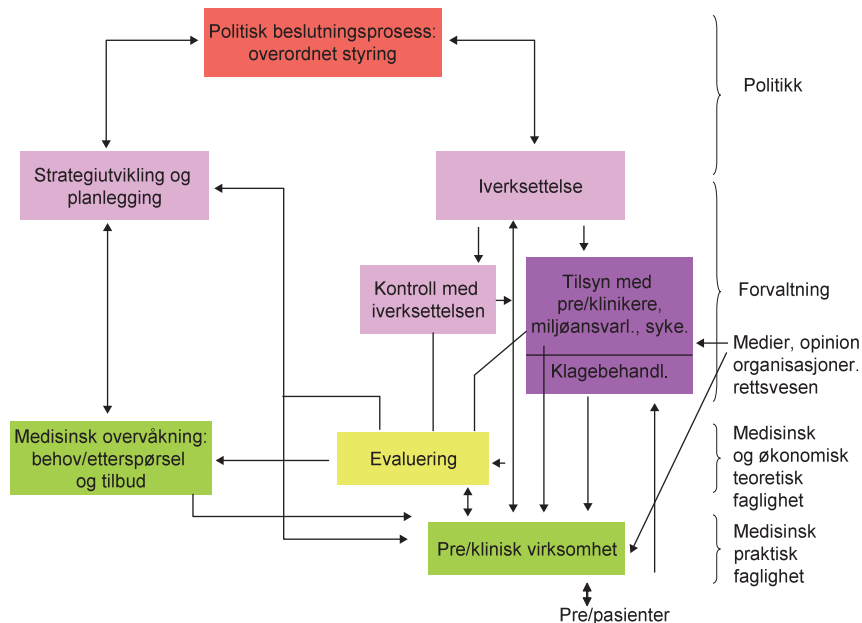 Politisk beslutningsprosess:
overordnet styring
Politikk
Strategiutvikling og
planlegging
Iverksettelse
Kontroll med
iverksettelsen
Tilsyn med
pre/klinikere,
miljøansvarl., syke.
Klagebehandl.
Forvaltning
Medier, opinion
organisasjoner.
rettsvesen
Medisinsk overvåkning:
behov/etterspørsel
og tilbud
Evaluering
Medisinsk
og økonomisk
teoretisk
faglighet
Pre/klinisk virksomhet
Medisinsk
praktisk
faglighet
Pre/pasienter